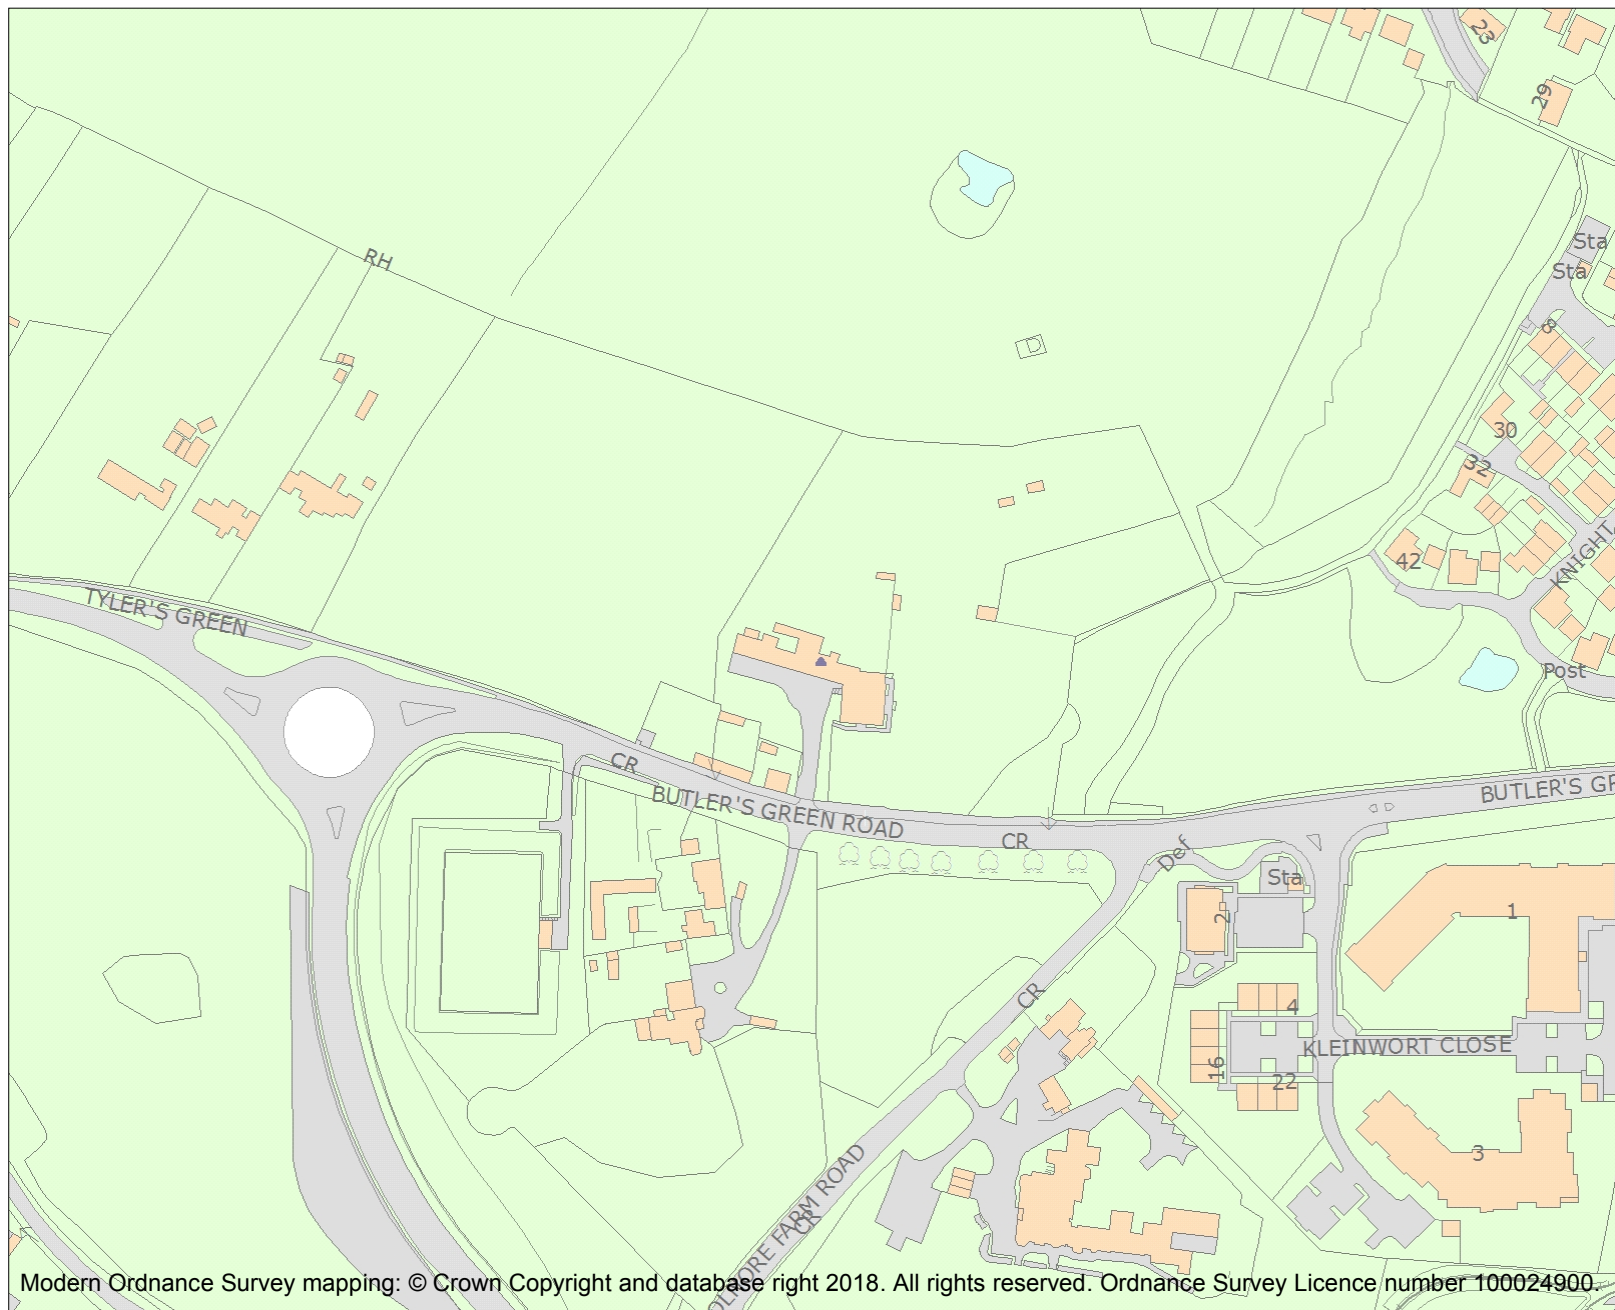 23
29
RH
Sta
Sta
8
30
32
42
KNIGHT
TYLER'S GREEN
Post
CR
BUTLER'S GREEN ROAD
BUTLER'S GR
CR
Def
Sta
2
1
CR
4
KLEINWORT CLOSE
16
22
3
OLMORE FARM ROAD
CR
Modern Ordnance Survey mapping: © Crown Copyright and database right 2018. All rights reserved. Ordnance Survey Licence number 100024900.